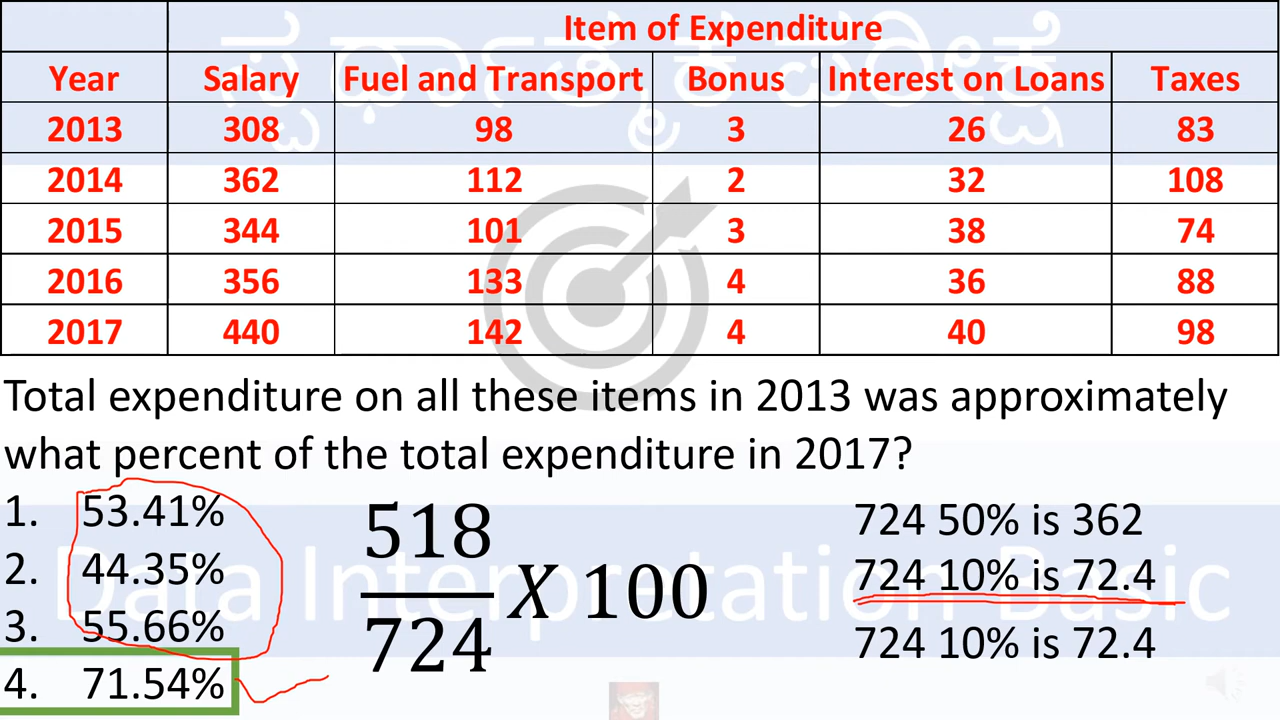 Item of Expenditure
Year Salary Fuel and Transport Bonus Interest on Loans Taxes
2013 308 98 3 26 83
2014 362 112 2 32 108
2015 344 101 3 38 74
2016 356 133 4 36 88
2017 440 142 4 40 98
Total expenditure on all these items in 2013 was approximately
what percent of the total expenditure in 2017?
1. 53.41%
2. 44.35%
3. 55.66%
4. 71.54%
518
724
X 100
724 50% is 362
724 10% is 72.4
724 10% is 72.4
Data Interpretation Basic